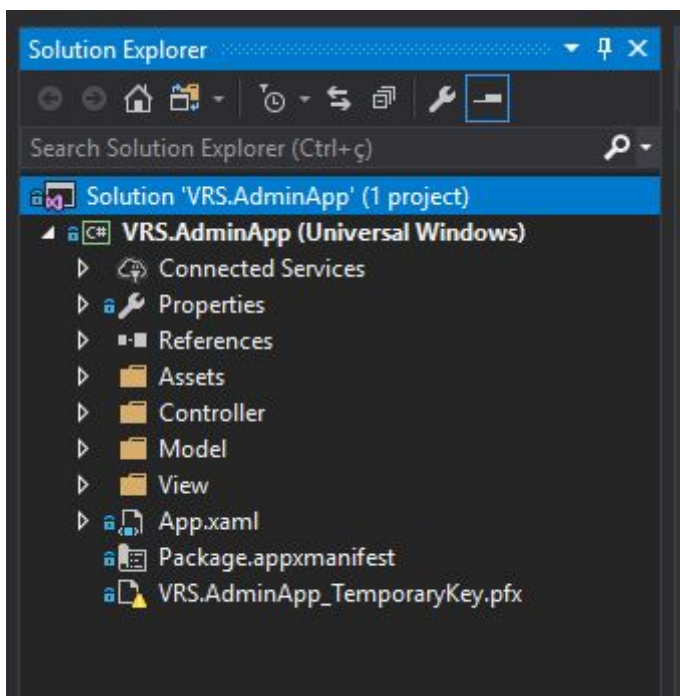 Solution Explorer
Search Solution Explorer (Ctrl+ç)
Solution 'VRS.AdminApp' (1 project)
C# VRS.AdminApp (Universal Windows)
Connected Services
Properties
References
Assets
Controller
Model
View
App.xaml
Package.appxmanifest
VRS.AdminApp_TemporaryKey.pfx